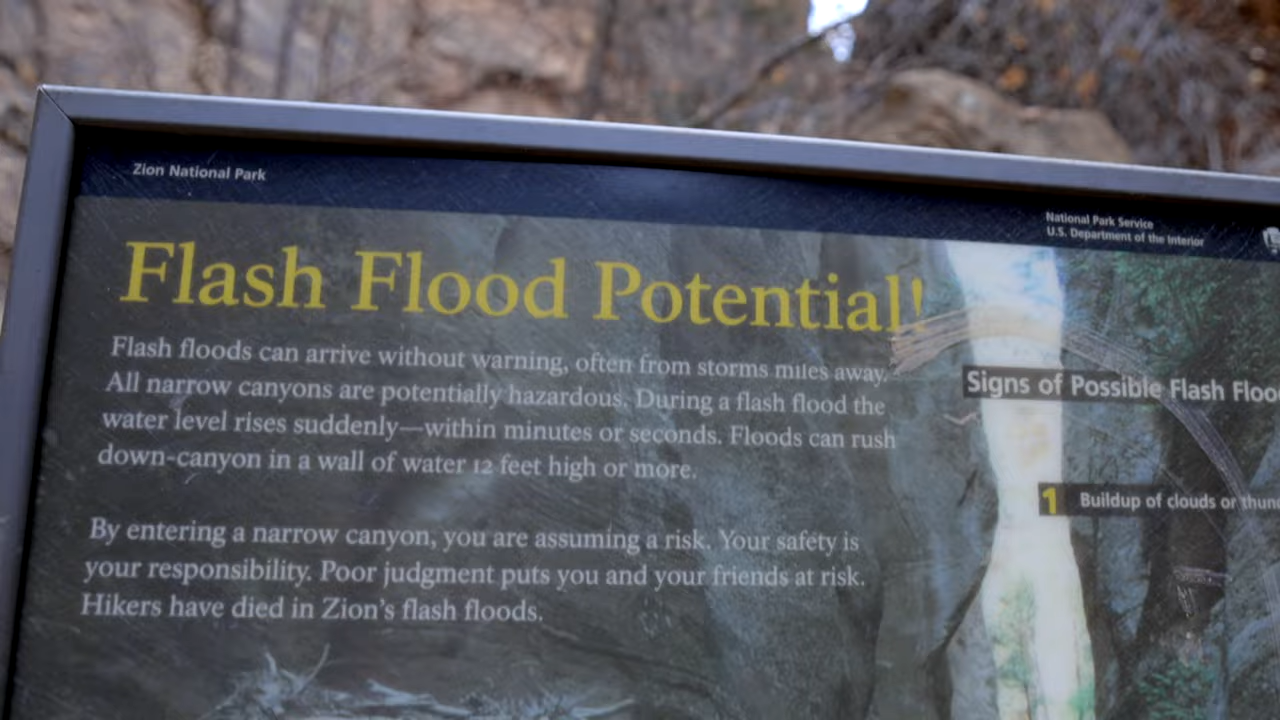 Zion National Park
National Park Service
U.S. Department of the Interior
Flash Flood Potential!
Flash floods can arrive without warning, often from storms miles away.
All narrow canyons are potentially hazardous. During a flash flood the
water level rises suddenly—within minutes or seconds. Floods can rush
down-canyon in a wall of water 12 feet high or more.
By entering a narrow canyon, you are assuming a risk. Your safety is
your responsibility. Poor judgment puts you and your friends at risk.
Hikers have died in Zion's flash floods.
Signs of Possible Flash Floo
1 Buildup of clouds or thun